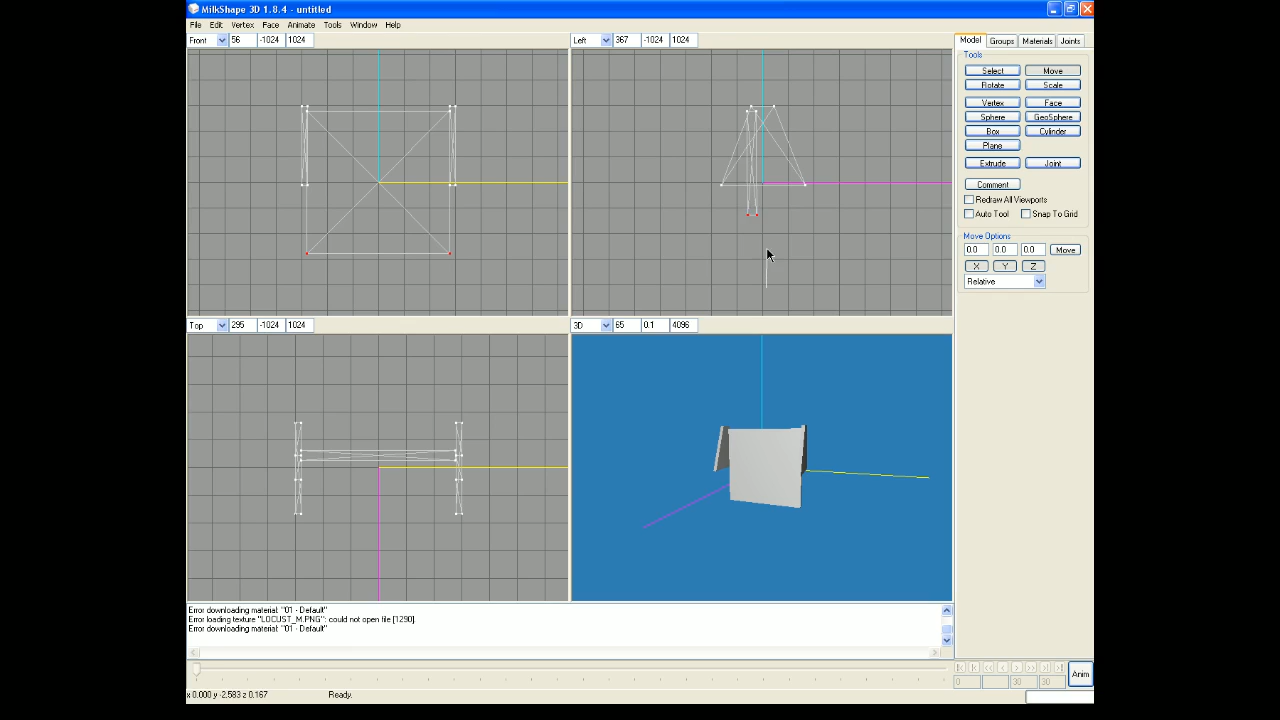 MilkShape 3D 1.8.4 - untitled
File Edit Vertex Face Animate Tools Window Help
Front 56 -1024 1024
Left 367 -1024 1024
Model Groups Materials Joints
Tools
Select Move
Rotate Scale
Vertex Face
Sphere GeoSphere
Box Cylinder
Plane
Extrude Joint
Comment
Redraw All Viewports
Auto Tool Snap To Grid
Move Options
0.0 0.0 0.0 Move
X Y Z
Relative
Top 295 -1024 1024
3D 65 0.1 4096
Error downloading material: "01 - Default"
Error loading texture "LOCUST_M.PNG": could not open file [1290].
Error downloading material: "01 - Default"
0 30 30 Anim
x 0.000 y -2.583 z 0.167 Ready.